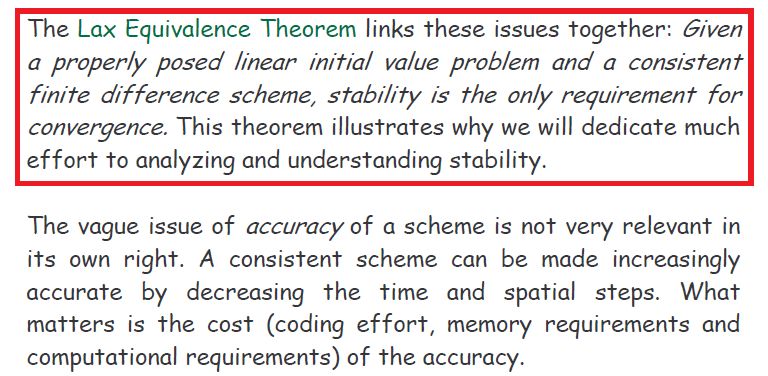 The Lax Equivalence Theorem links these issues together: Given
a properly posed linear initial value problem and a consistent
finite difference scheme, stability is the only requirement for
convergence. This theorem illustrates why we will dedicate much
effort to analyzing and understanding stability.
The vague issue of accuracy of a scheme is not very relevant in
its own right. A consistent scheme can be made increasingly
accurate by decreasing the time and spatial steps. What
matters is the cost (coding effort, memory requirements and
computational requirements) of the accuracy.